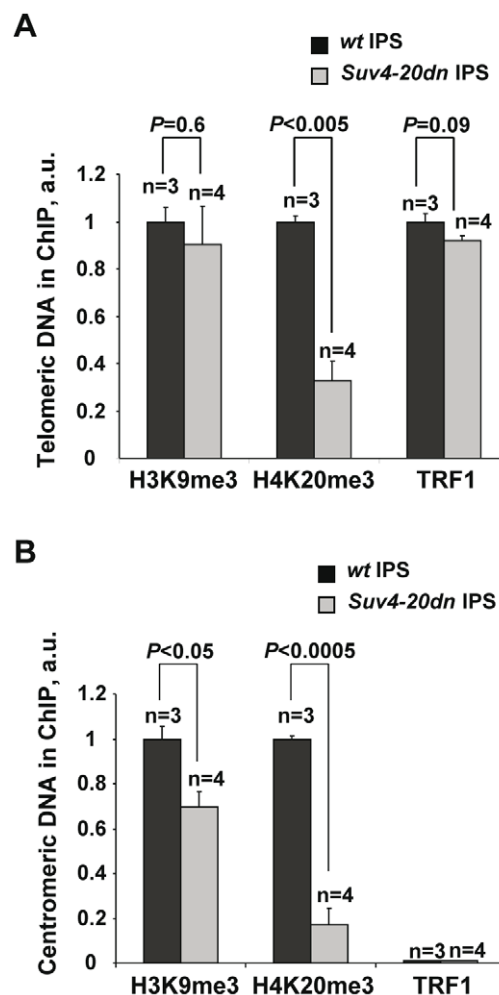 A
wt IPS
Suv4-20dn IPS
P=0.6
P<0.005
P=0.09
Telomeric DNA in ChIP, a.u.
1.2
1
0.8
0.6
0.4
0.2
0
n=3
n=4
n=3
n=4
n=3
n=4
H3K9me3 H4K20me3 TRF1
B
wt IPS
Suv4-20dn IPS
P<0.05
P<0.0005
Centromeric DNA in ChIP, a.u.
1.2
1
0.8
0.6
0.4
0.2
0
n=3
n=4
n=3
n=4
n=3 n=4
H3K9me3 H4K20me3 TRF1